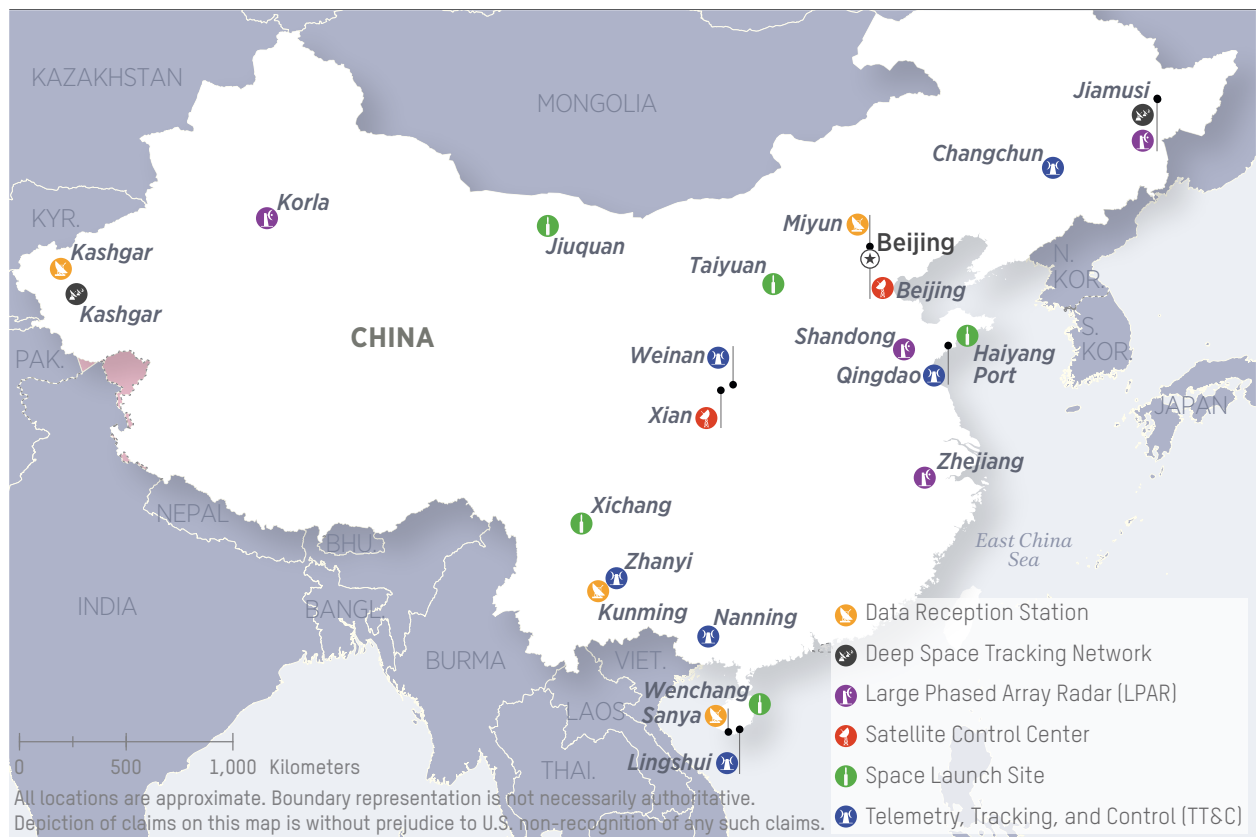 KAZAKHSTAN
MONGOLIA
Jiamusi
Changchun
Korla
KYR.
Kashgar
Kashgar
Jiuquan
Miyun
Beijing
Taiyuan
Beijing
N.
KOR.
CHINA
PAK.
Shandong
Haiyang
Port
S.
KOR.
Weinan
Qingdao
JAPAN
Xian
Zhejiang
NEPAL
Xichang
BHU.
East China
Sea
Zhanyi
INDIA
BANGL.
Kunming
Nanning
BURMA
VIET.
Wenchang
LAOS
Sanya
Lingshui
THAI.
Data Reception Station
Deep Space Tracking Network
Large Phased Array Radar (LPAR)
Satellite Control Center
Space Launch Site
Telemetry, Tracking, and Control (TT&C)
0 500 1,000 Kilometers
All locations are approximate. Boundary representation is not necessarily authoritative.
Depiction of claims on this map is without prejudice to U.S. non-recognition of any such claims.